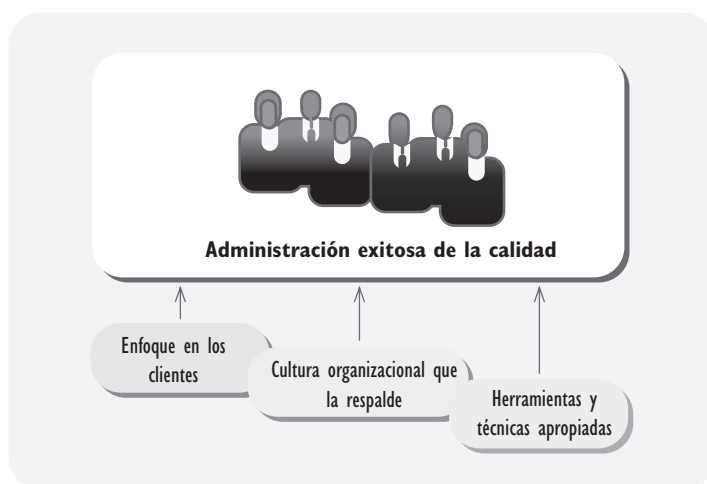 Administración exitosa de la calidad
Enfoque en los
clientes
Cultura organizacional que
la respalde
Herramientas y
técnicas apropiadas